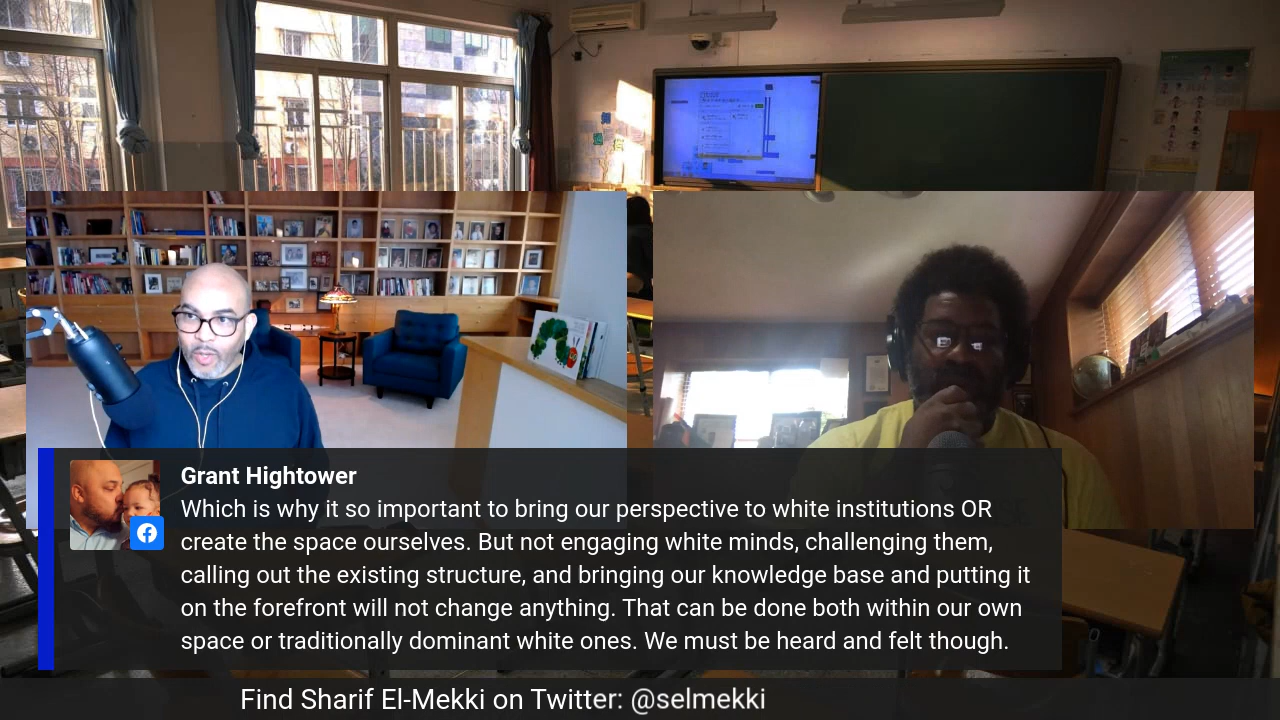 Grant Hightower
Which is why it so important to bring our perspective to white institutions OR
create the space ourselves. But not engaging white minds, challenging them,
calling out the existing structure, and bringing our knowledge base and putting it
on the forefront will not change anything. That can be done both within our own
space or traditionally dominant white ones. We must be heard and felt though.
Find Sharif El-Mekki on Twitter: @selmekki